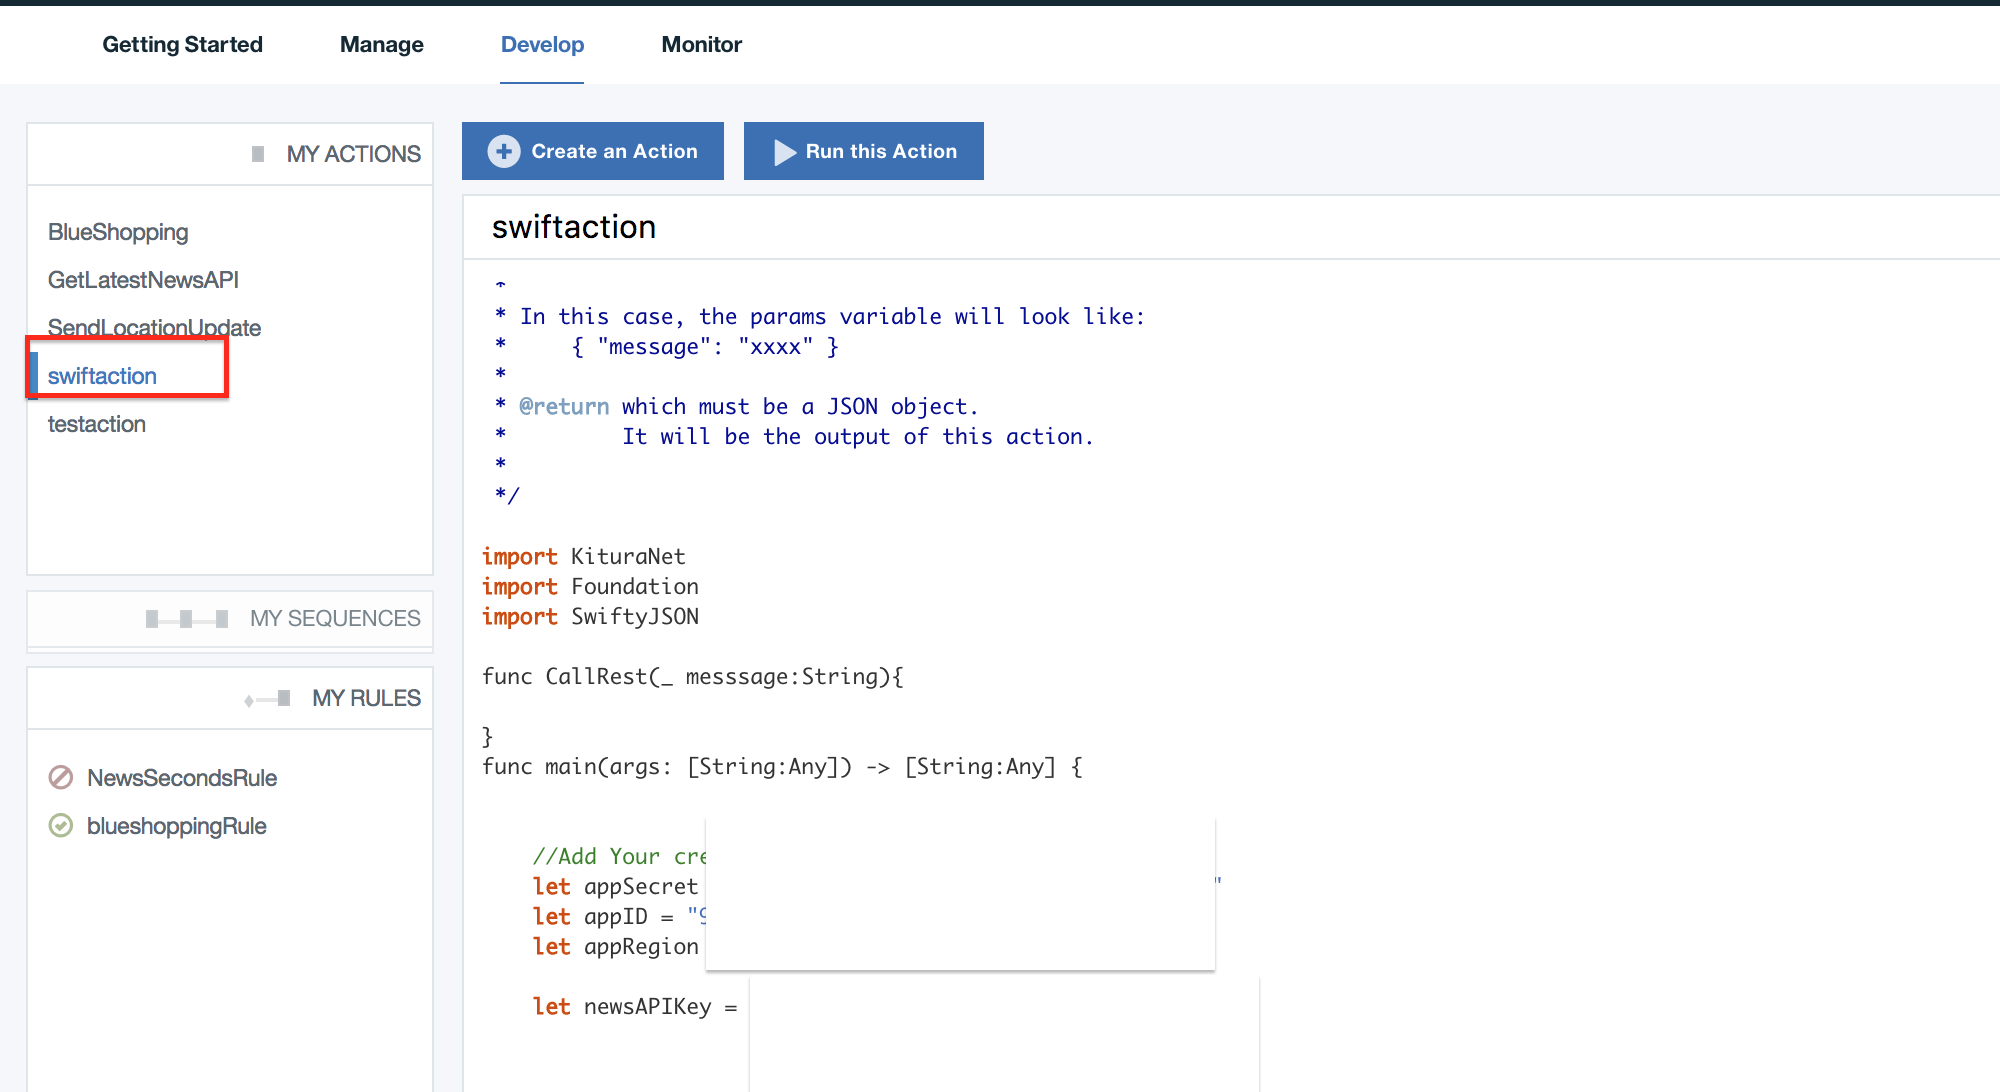 Getting Started Manage Develop Monitor
MY ACTIONS
BlueShopping
GetLatestNewsAPI
SendLocationUpdate
swiftaction
testaction
MY SEQUENCES
MY RULES
NewsSecondsRule
blueshoppingRule
Create an Action Run this Action
swiftaction
*
* In this case, the params variable will look like:
*     { "message": "xxxx" }
*
* @return which must be a JSON object.
*         It will be the output of this action.
*
*/
import KituraNet
import Foundation
import SwiftyJSON
func CallRest(_ messsage:String){
}
func main(args: [String:Any]) -> [String:Any] {
//Add Your cre
let appSecret "
let appID = "9
let appRegion
let newsAPIKey =